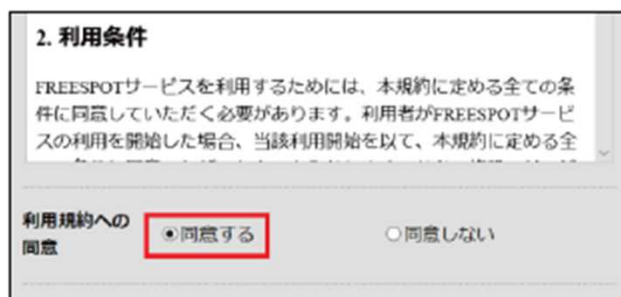 2. 利用条件
FREESPOTサービスを利用するためには、本規約に定める全ての条
件に同意していただく必要があります。利用者がFREESPOTサービ
スの利用を開始した場合、当該利用開始を以て、本規約に定める全
利用規約への
同意
同意する
同意しない